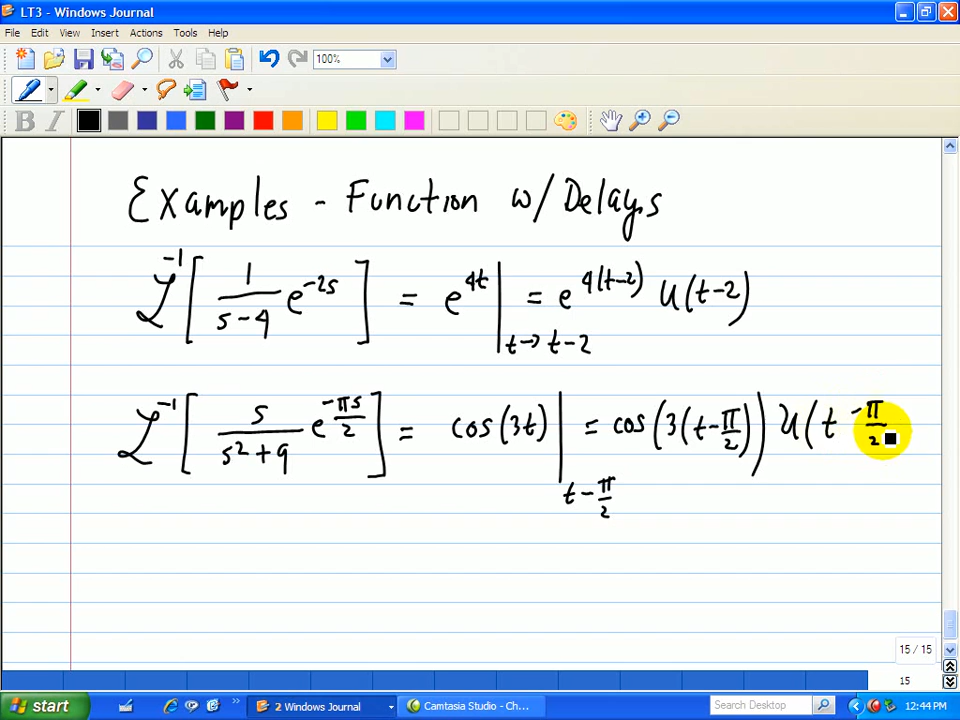 LT3 - Windows Journal
File Edit View Insert Actions Tools Help
100%
B I
Examples - Function w/ Delays
ℒ⁻¹[1/(s-4) e^(-2s)] = e^(4t)|_(t→t-2) = e^(4(t-2)) u(t-2)
ℒ⁻¹[s/(s²+9) e^(-πs/2)] = cos(3t)|_(t-π/2) = cos(3(t-π/2)) u(t-π/2
15 / 15
15
start » 2 Windows Journal Camtasia Studio - Ch... Search Desktop 12:44 PM